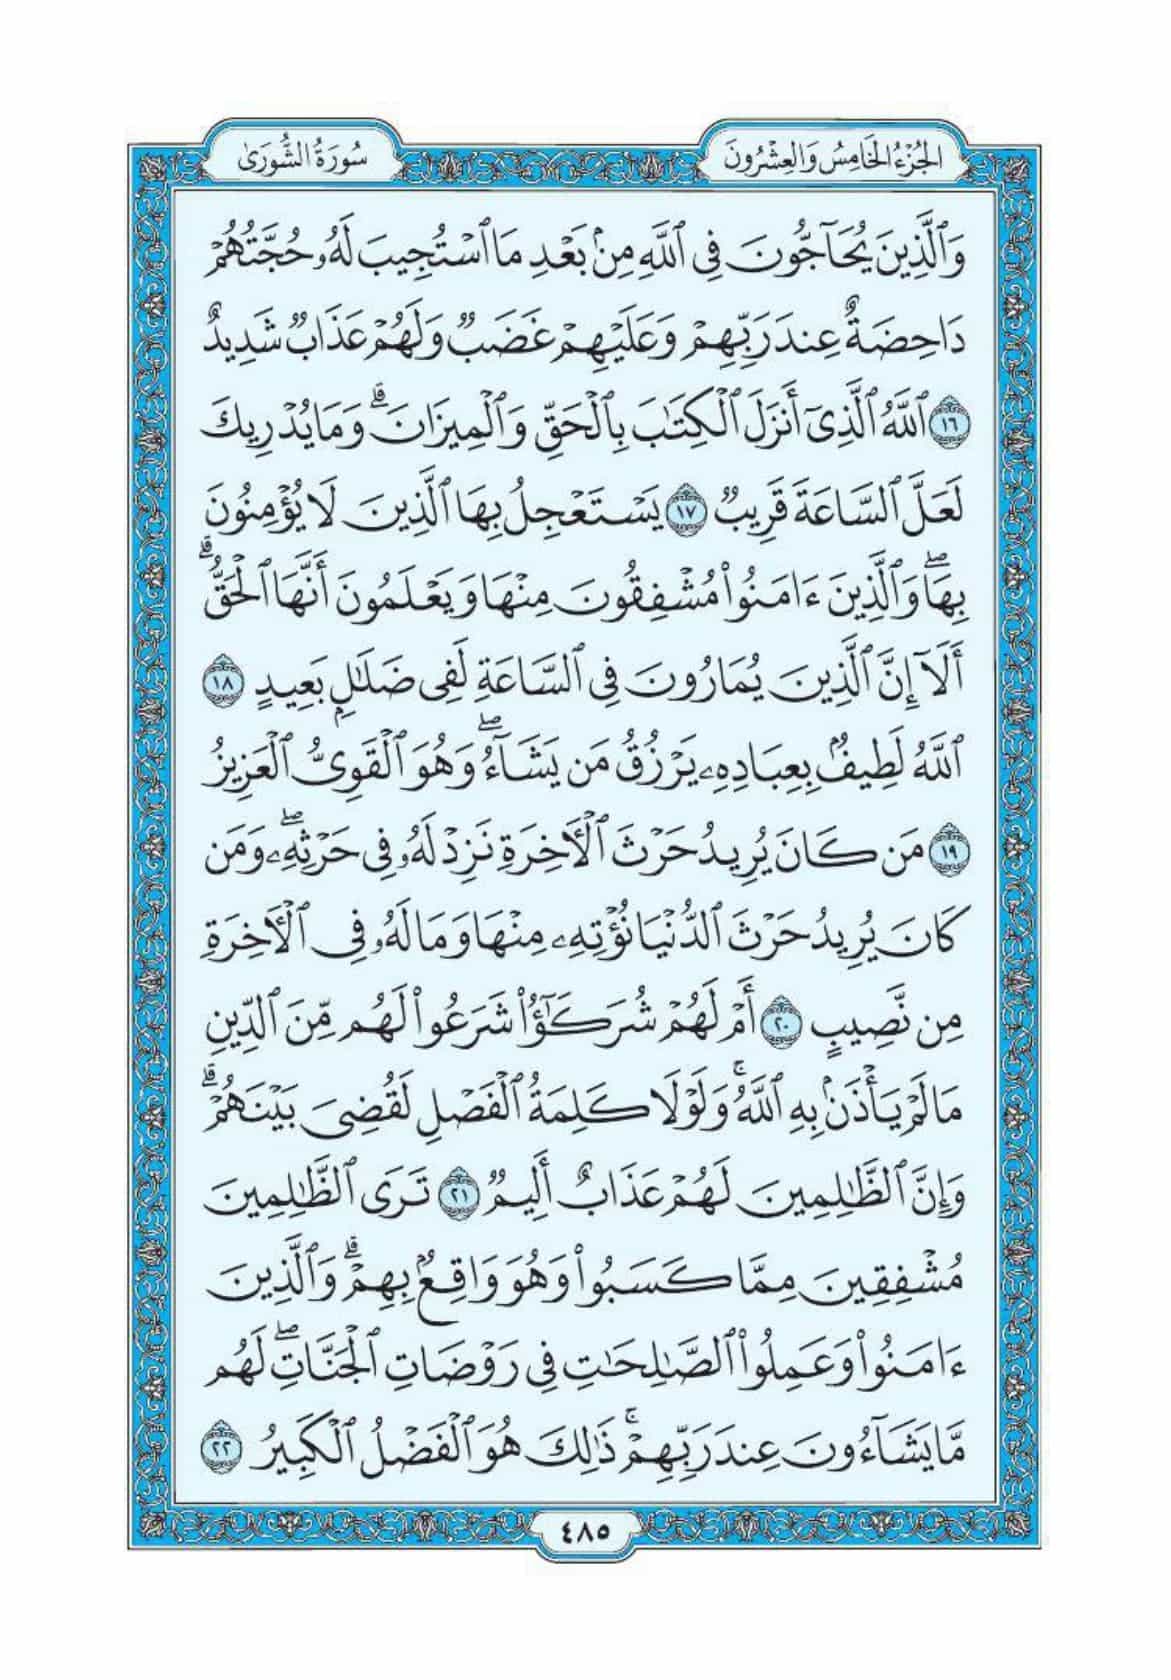 الجُزْءُ الخَامِسُ وَالعِشْرُونَ
سُورَةُ الشُّورَىٰ
وَٱلَّذِينَ يُحَآجُّونَ فِى ٱللَّهِ مِنۢ بَعْدِ مَا ٱسْتُجِيبَ لَهُۥ حُجَّتُهُمْ
دَاحِضَةٌ عِندَ رَبِّهِمْ وَعَلَيْهِمْ غَضَبٌ وَلَهُمْ عَذَابٌ شَدِيدٌ
١٦ ٱللَّهُ ٱلَّذِىٓ أَنزَلَ ٱلْكِتَٰبَ بِٱلْحَقِّ وَٱلْمِيزَانَ ۗ وَمَا يُدْرِيكَ
لَعَلَّ ٱلسَّاعَةَ قَرِيبٌ ١٧ يَسْتَعْجِلُ بِهَا ٱلَّذِينَ لَا يُؤْمِنُونَ
بِهَا ۖ وَٱلَّذِينَ ءَامَنُوا۟ مُشْفِقُونَ مِنْهَا وَيَعْلَمُونَ أَنَّهَا ٱلْحَقُّ ۗ
أَلَآ إِنَّ ٱلَّذِينَ يُمَارُونَ فِى ٱلسَّاعَةِ لَفِى ضَلَٰلٍۭ بَعِيدٍ ١٨
ٱللَّهُ لَطِيفٌۢ بِعِبَادِهِۦ يَرْزُقُ مَن يَشَآءُ ۖ وَهُوَ ٱلْقَوِىُّ ٱلْعَزِيزُ
١٩ مَن كَانَ يُرِيدُ حَرْثَ ٱلْءَاخِرَةِ نَزِدْ لَهُۥ فِى حَرْثِهِۦ ۖ وَمَن
كَانَ يُرِيدُ حَرْثَ ٱلدُّنْيَا نُؤْتِهِۦ مِنْهَا وَمَا لَهُۥ فِى ٱلْءَاخِرَةِ
مِن نَّصِيبٍ ٢٠ أَمْ لَهُمْ شُرَكَٰٓؤُا۟ شَرَعُوا۟ لَهُم مِّنَ ٱلدِّينِ
مَا لَمْ يَأْذَنۢ بِهِ ٱللَّهُ ۚ وَلَوْلَا كَلِمَةُ ٱلْفَصْلِ لَقُضِىَ بَيْنَهُمْ ۗ
وَإِنَّ ٱلظَّٰلِمِينَ لَهُمْ عَذَابٌ أَلِيمٌ ٢١ تَرَى ٱلظَّٰلِمِينَ
مُشْفِقِينَ مِمَّا كَسَبُوا۟ وَهُوَ وَاقِعٌۢ بِهِمْ ۗ وَٱلَّذِينَ
ءَامَنُوا۟ وَعَمِلُوا۟ ٱلصَّٰلِحَٰتِ فِى رَوْضَاتِ ٱلْجَنَّاتِ ۖ لَهُم
مَّا يَشَآءُونَ عِندَ رَبِّهِمْ ۚ ذَٰلِكَ هُوَ ٱلْفَضْلُ ٱلْكَبِيرُ ٢٢
٤٨٥